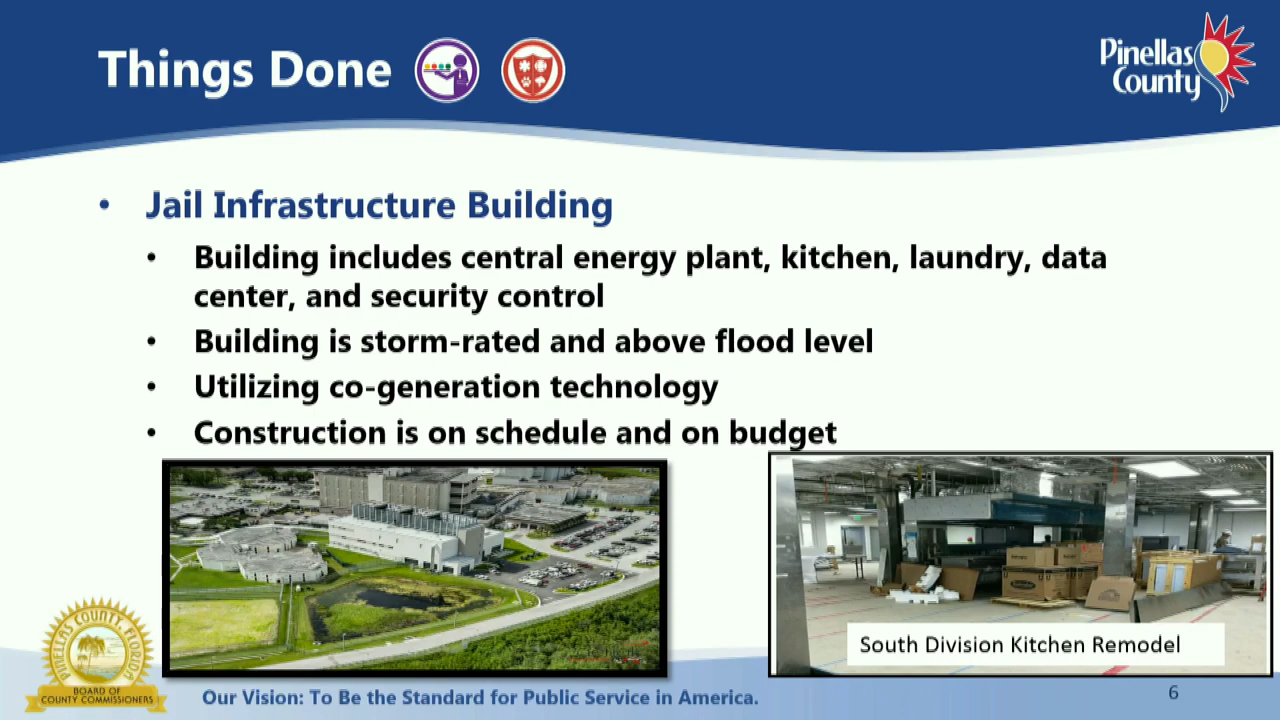 Things Done
Pinellas
County
• Jail Infrastructure Building
• Building includes central energy plant, kitchen, laundry, data
center, and security control
• Building is storm-rated and above flood level
• Utilizing co-generation technology
• Construction is on schedule and on budget
South Division Kitchen Remodel
PINELLAS COUNTY, FLORIDA
BOARD OF
COUNTY COMMISSIONERS
Our Vision: To Be the Standard for Public Service in America.
6